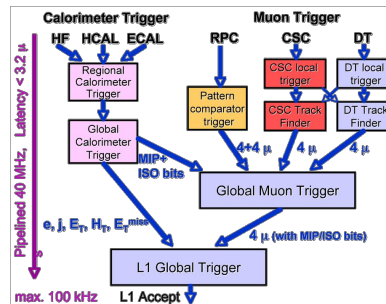 Calorimeter Trigger
Muon Trigger
HF HCAL ECAL
RPC CSC DT
Regional
Calorimeter
Trigger
Global
Calorimeter
Trigger
Pattern
comparator
trigger
CSC local
trigger
DT local
trigger
CSC Track
Finder
DT Track
Finder
MIP+
ISO bits
4+4 μ
4 μ
4 μ
Global Muon Trigger
e, j, ET, HT, ETmiss
4 μ (with MIP/ISO bits)
L1 Global Trigger
L1 Accept
max. 100 kHz
Pipelined 40 MHz, Latency < 3.2 μ
s